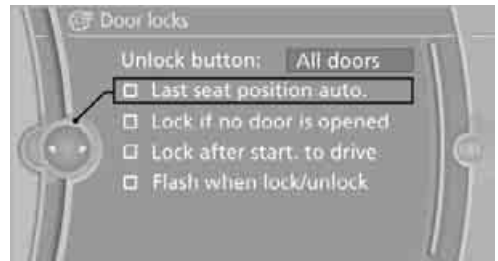 Door locks
Unlock button: All doors
Last seat position auto.
Lock if no door is opened
Lock after start. to drive
Flash when lock/unlock